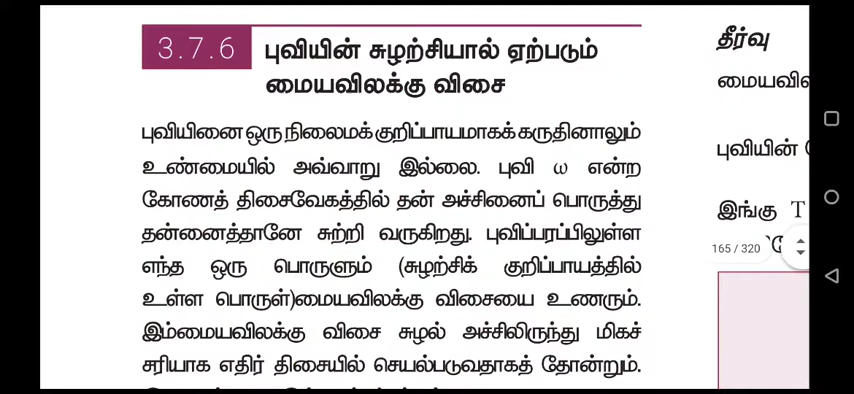 3.7.6 புவியின் சுழற்சியால் ஏற்படும்
மையவிலக்கு விசை
புவியினை ஒரு நிலைமக் குறிப்பாயமாகக் கருதினாலும்
உண்மையில் அவ்வாறு இல்லை. புவி ω என்ற
கோணத் திசைவேகத்தில் தன் அச்சினைப் பொருத்து
தன்னைத்தானே சுற்றி வருகிறது. புவிப்பரப்பிலுள்ள
எந்த ஒரு பொருளும் (சுழற்சிக் குறிப்பாயத்தில்
உள்ள பொருள்)மையவிலக்கு விசையை உணரும்.
இம்மையவிலக்கு விசை சுழல் அச்சிலிருந்து மிகச்
சரியாக எதிர் திசையில் செயல்படுவதாகத் தோன்றும்.
தீர்வு
மையவில
புவியின்
இங்கு T
165 / 320